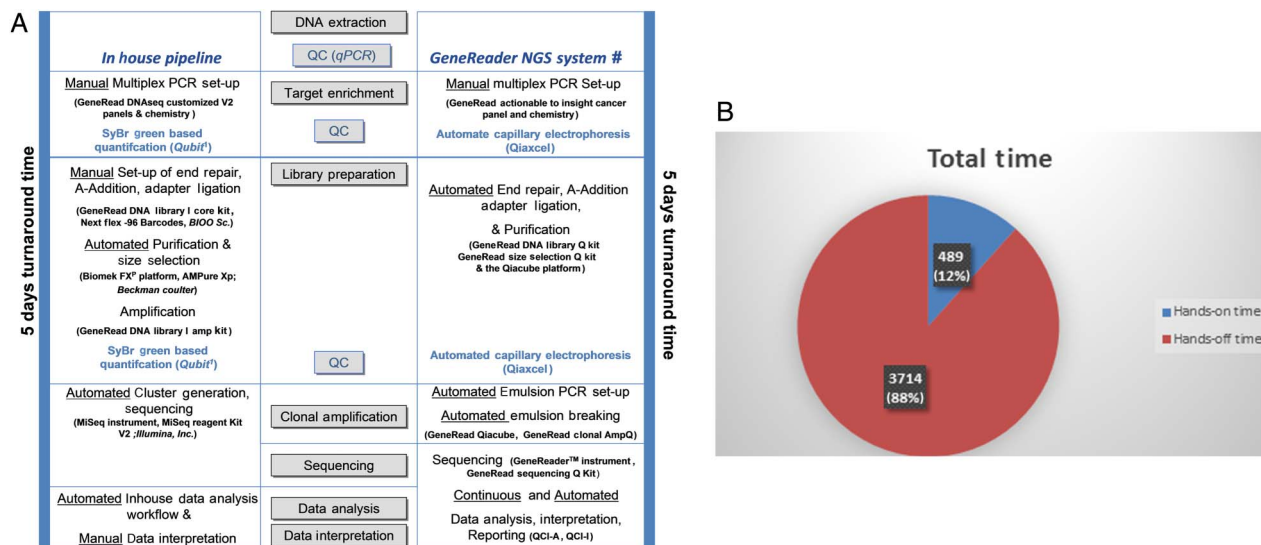 A
5 days turnaround time
In house pipeline
DNA extraction
QC (qPCR)
GeneReader NGS system #
Manual Multiplex PCR set-up
(GeneRead DNAseq customized V2
panels & chemistry )
SyBr green based
quantifcation (Qubit¹)
Target enrichment
QC
Manual multiplex PCR Set-up
(GeneRead actionable to insight cancer
panel and chemistry)
Automate capillary electrophoresis
(Qiaxcel)
Manual Set-up of end repair,
A-Addition, adapter ligation
(GeneRead DNA library I core kit,
Next flex -96 Barcodes, BIOO Sc.)
Automated Purification &
size selection
(Biomek FXᴾ platform, AMPure Xp;
Beckman coulter)
Amplification
(GeneRead DNA library I amp kit)
SyBr green based
quantifcation (Qubit¹)
Library preparation
QC
Automated End repair, A-Addition
adapter ligation,
& Purification
(GeneRead DNA library Q kit
GeneRead size selection Q kit
& the Qiacube platform)
Automated capillary electrophoresis
(Qiaxcel)
Automated Cluster generation,
sequencing
(MiSeq instrument, MiSeq reagent Kit
V2 ;Illumina, Inc.)
Clonal amplification
Automated Emulsion PCR set-up
Automated emulsion breaking
(GeneRead Qiacube, GeneRead clonal AmpQ)
Sequencing
Sequencing (GeneReader™ instrument,
GeneRead sequencing Q Kit)
Automated Inhouse data analysis
workflow &
Manual Data interpretation
Data analysis
Data interpretation
Continuous and Automated
Data analysis, interpretation,
Reporting (QCI-A, QCI-I)
5 days turnaround time
B
Total time
489
(12%)
3714
(88%)
Hands-on time
Hands-off time